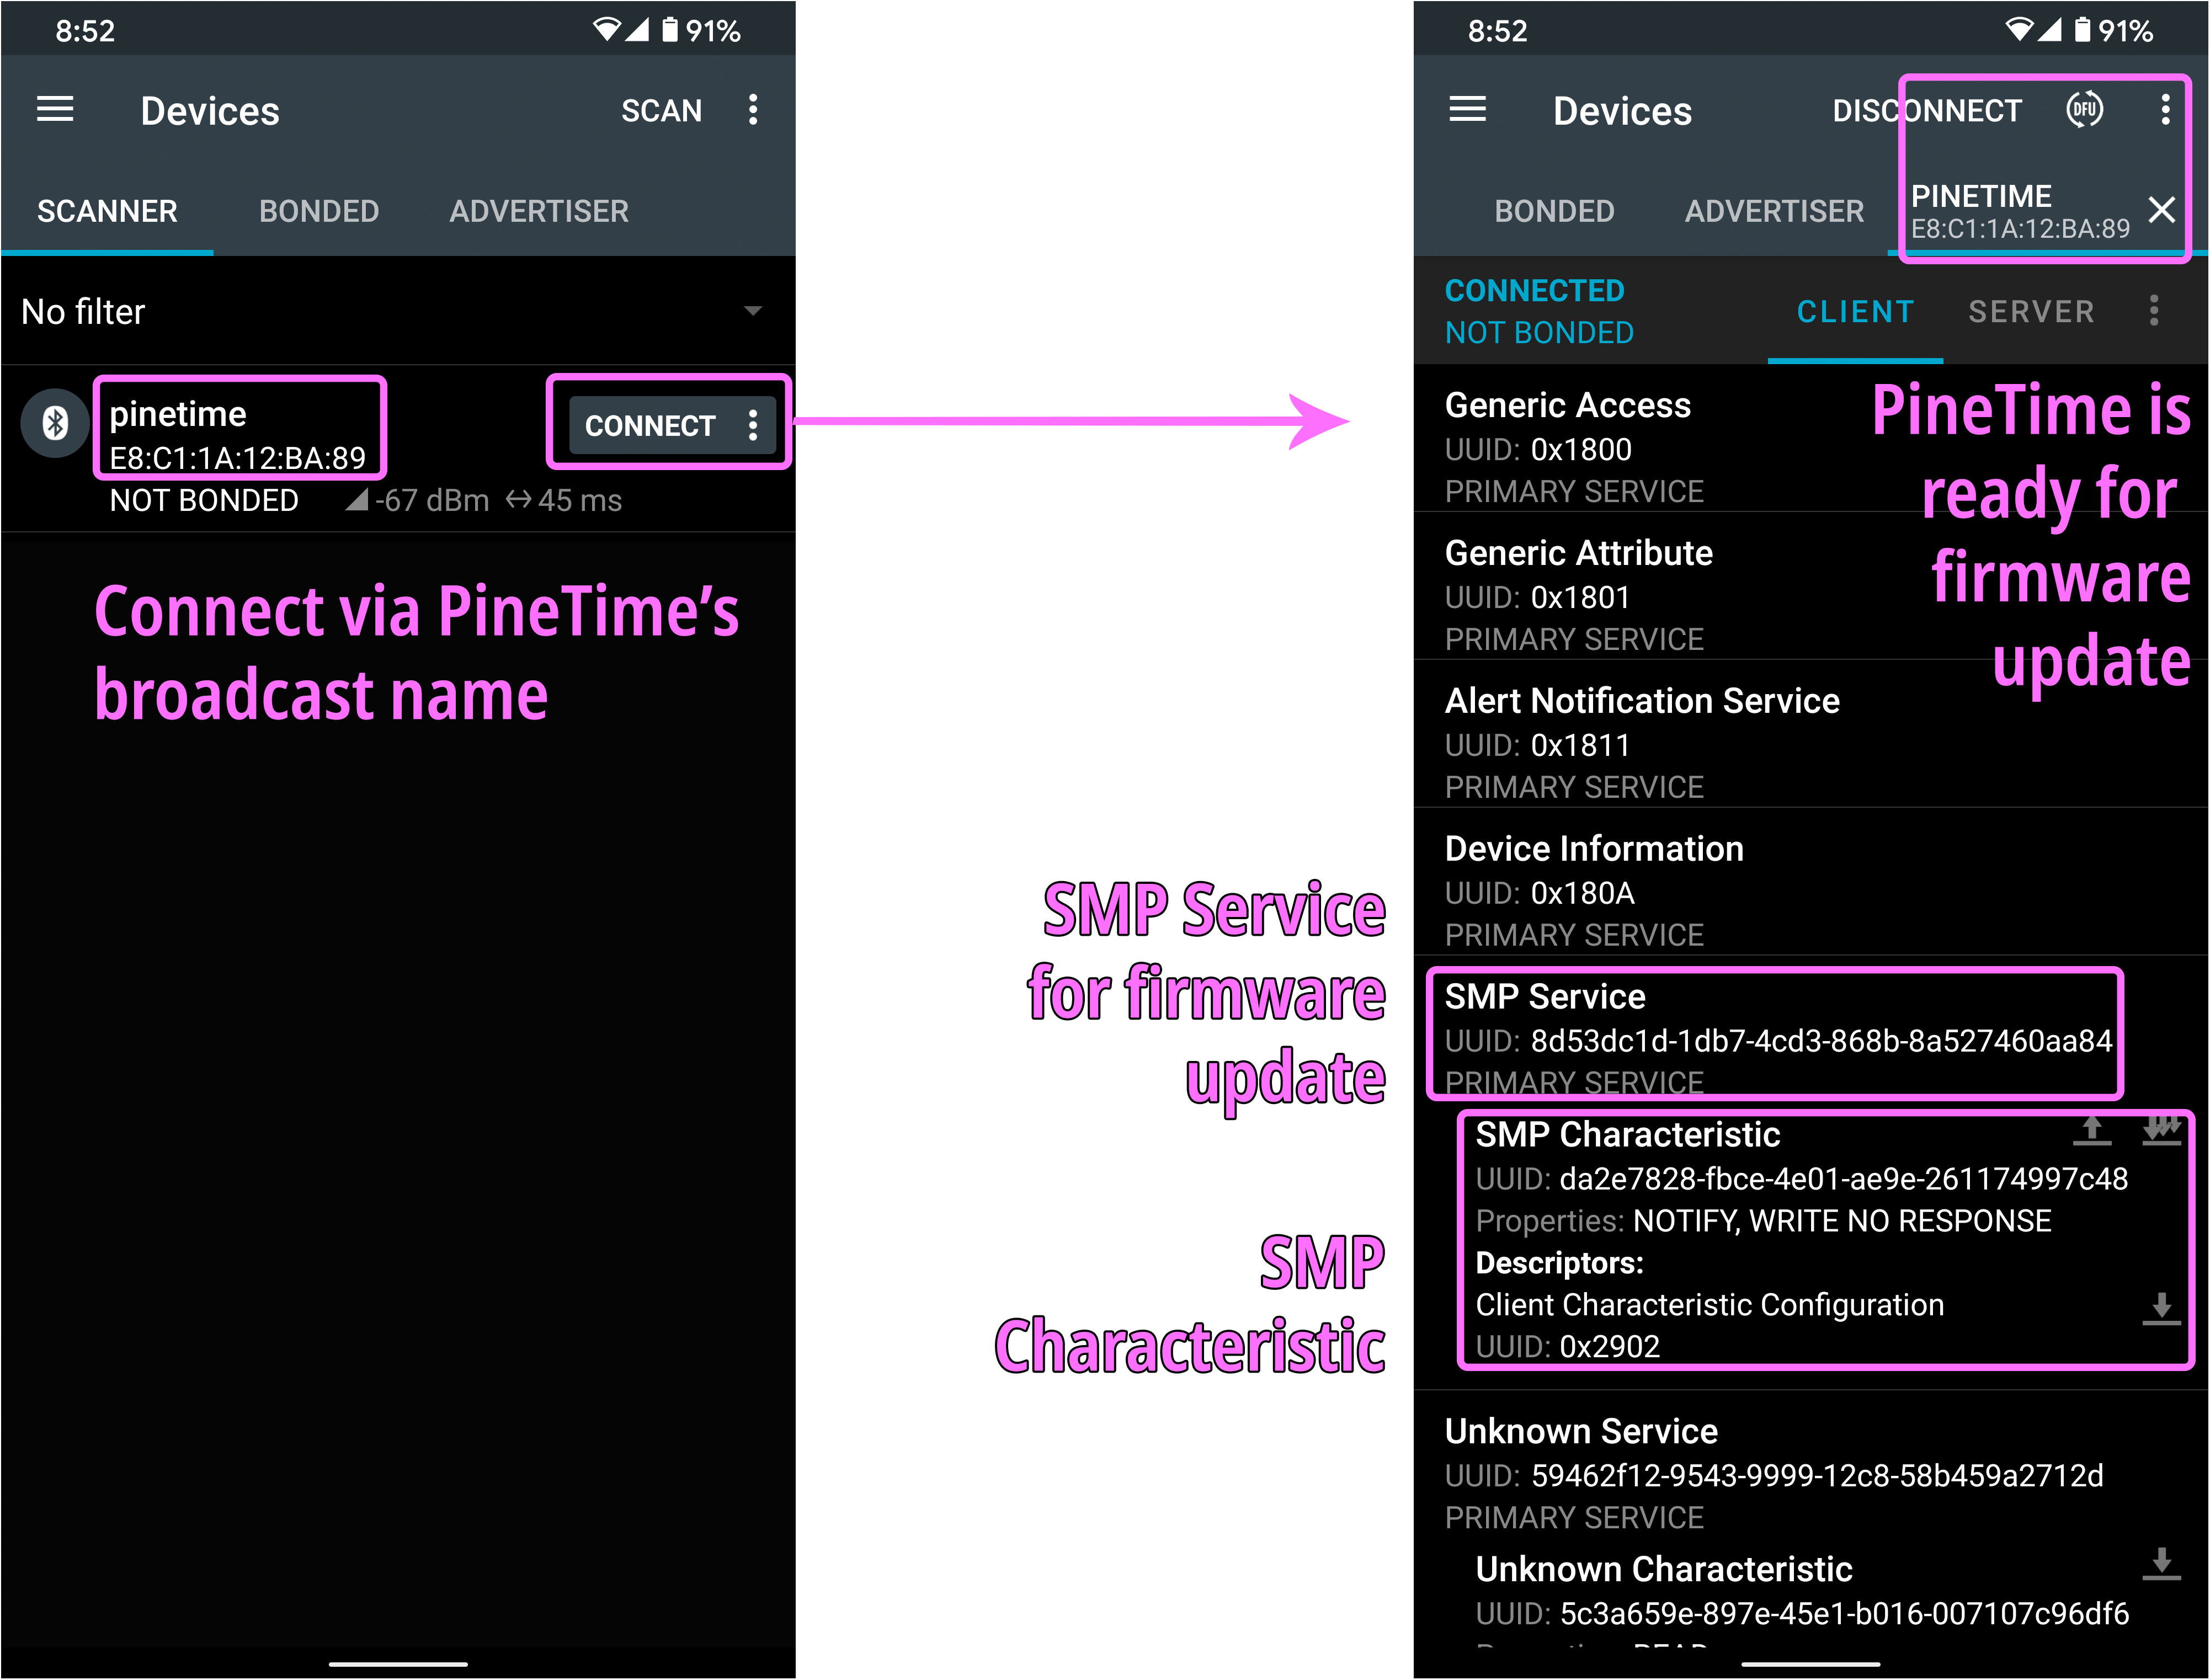 8:52
91%
Devices
SCAN
SCANNER
BONDED
ADVERTISER
No filter
pinetime
E8:C1:1A:12:BA:89
CONNECT
NOT BONDED
-67 dBm
45 ms
Connect via PineTime’s
broadcast name
SMP Service
for firmware
update
SMP
Characteristic
8:52
91%
Devices
DISCONNECT
DFU
BONDED
ADVERTISER
PINETIME
E8:C1:1A:12:BA:89
CONNECTED
NOT BONDED
CLIENT
SERVER
PineTime is
ready for
firmware
update
Generic Access
UUID: 0x1800
PRIMARY SERVICE
Generic Attribute
UUID: 0x1801
PRIMARY SERVICE
Alert Notification Service
UUID: 0x1811
PRIMARY SERVICE
Device Information
UUID: 0x180A
PRIMARY SERVICE
SMP Service
UUID: 8d53dc1d-1db7-4cd3-868b-8a527460aa84
PRIMARY SERVICE
SMP Characteristic
UUID: da2e7828-fbce-4e01-ae9e-261174997c48
Properties: NOTIFY, WRITE NO RESPONSE
Descriptors:
Client Characteristic Configuration
UUID: 0x2902
Unknown Service
UUID: 59462f12-9543-9999-12c8-58b459a2712d
PRIMARY SERVICE
Unknown Characteristic
UUID: 5c3a659e-897e-45e1-b016-007107c96df6